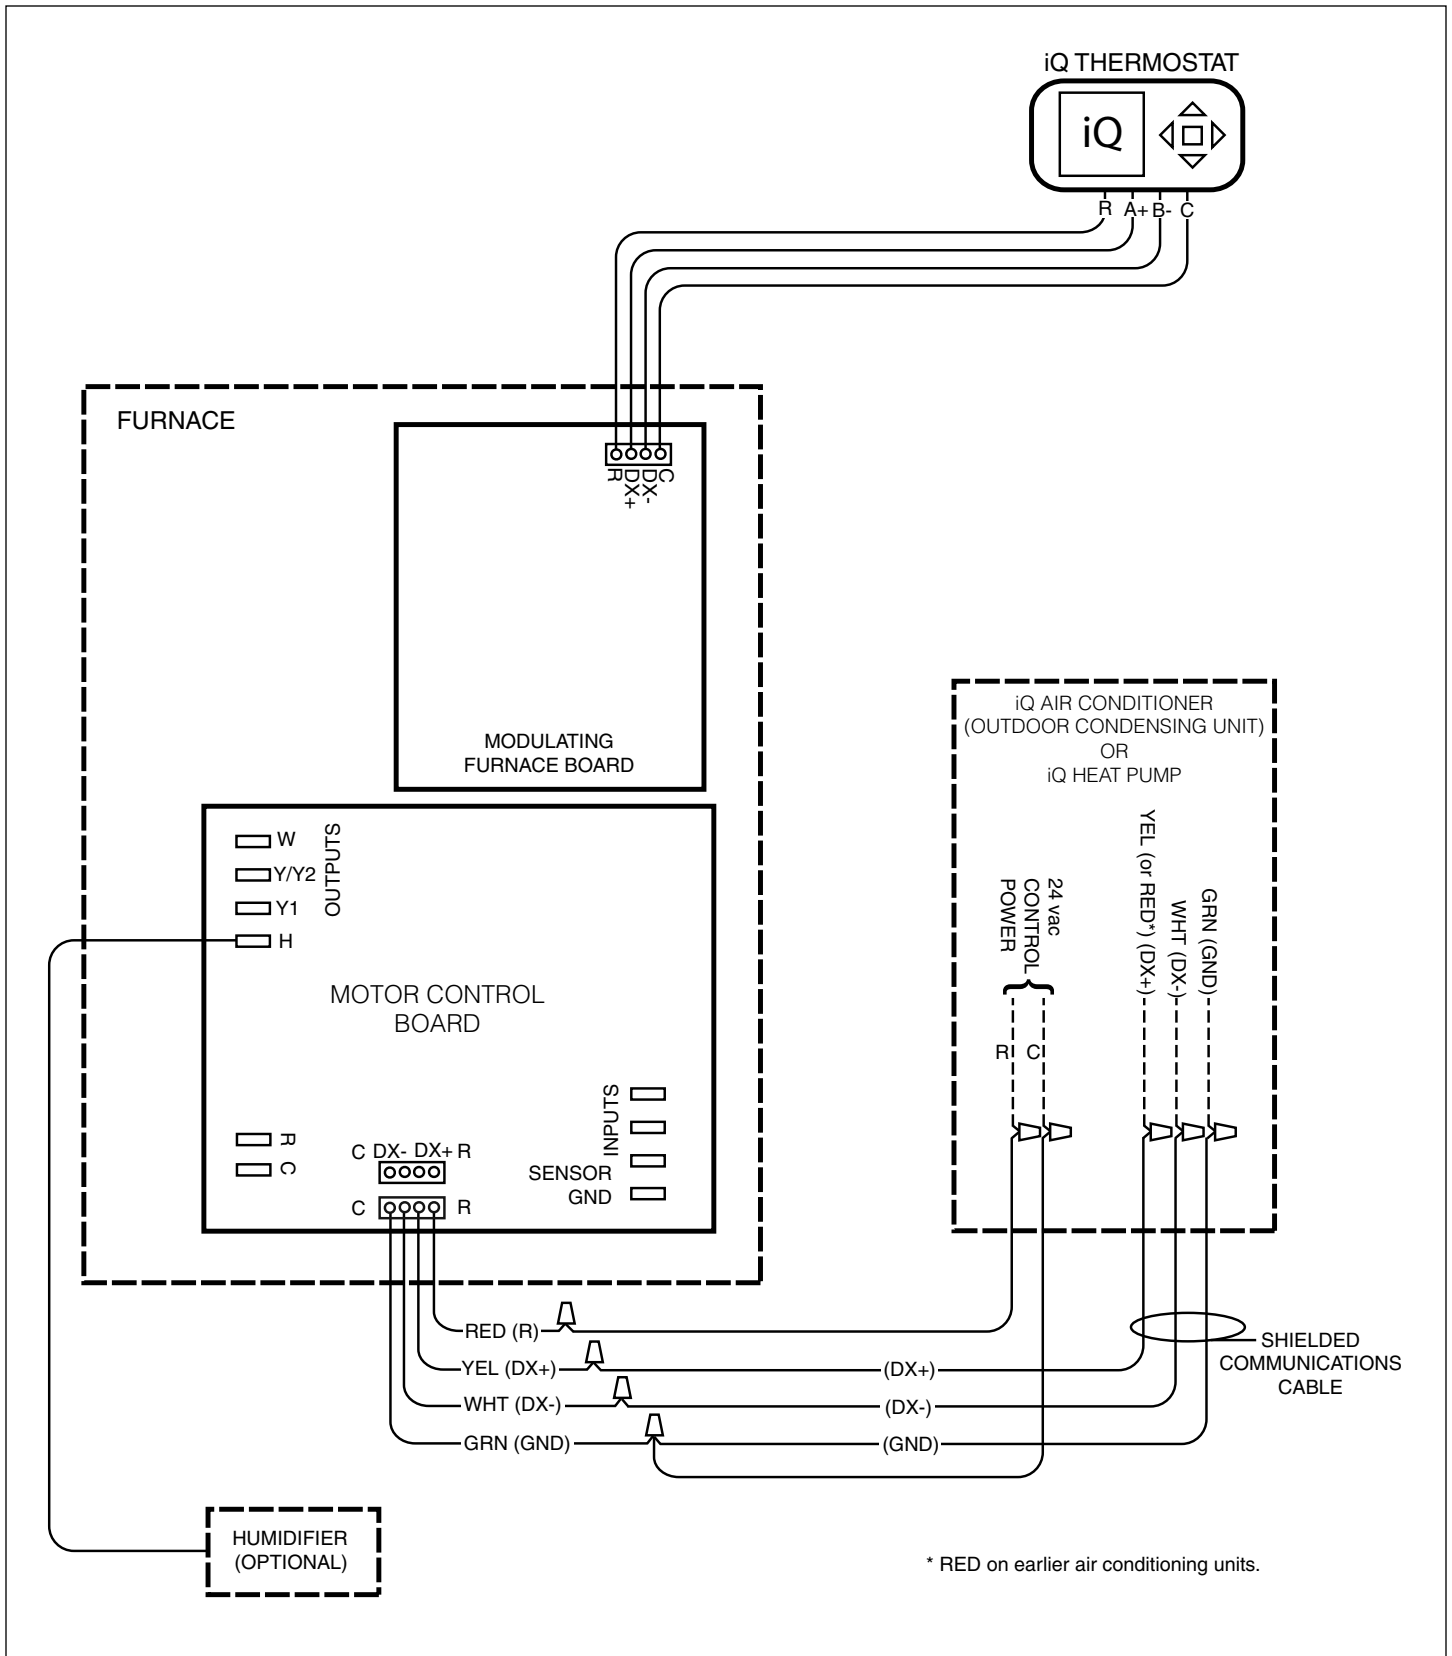 iQ THERMOSTAT
iQ
R A+ B- C
FURNACE
R
DX+
DX-
C
MODULATING
FURNACE BOARD
W
Y/Y2
Y1
H
OUTPUTS
MOTOR CONTROL
BOARD
R
C
C DX- DX+ R
C R
INPUTS
SENSOR
GND
iQ AIR CONDITIONER
(OUTDOOR CONDENSING UNIT)
OR
iQ HEAT PUMP
24 vac
CONTROL
POWER
R C
YEL (or RED*) (DX+)
WHT (DX-)
GRN (GND)
RED (R)
YEL (DX+) (DX+)
WHT (DX-) (DX-)
GRN (GND) (GND)
SHIELDED
COMMUNICATIONS
CABLE
HUMIDIFIER
(OPTIONAL)
* RED on earlier air conditioning units.